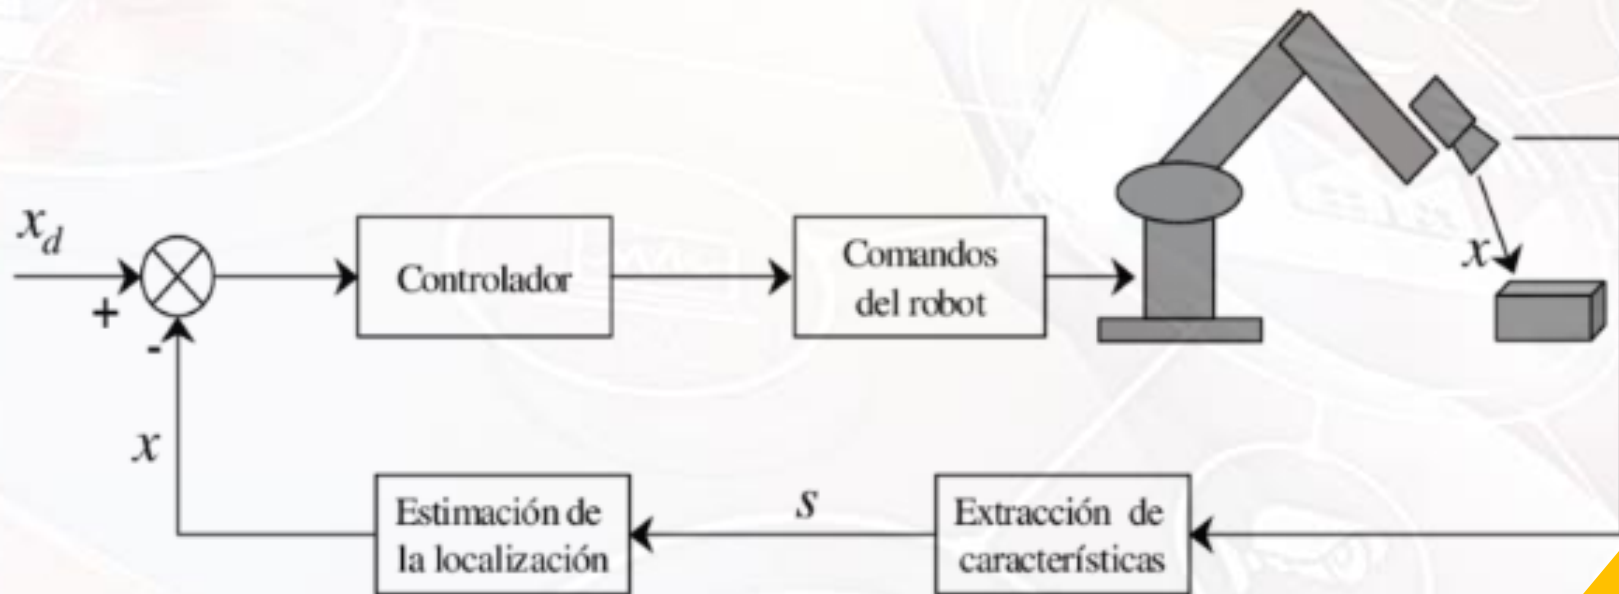 x_d
+
-
Controlador
Comandos
del robot
x
x
Estimación de
la localización
s
Extracción de
características